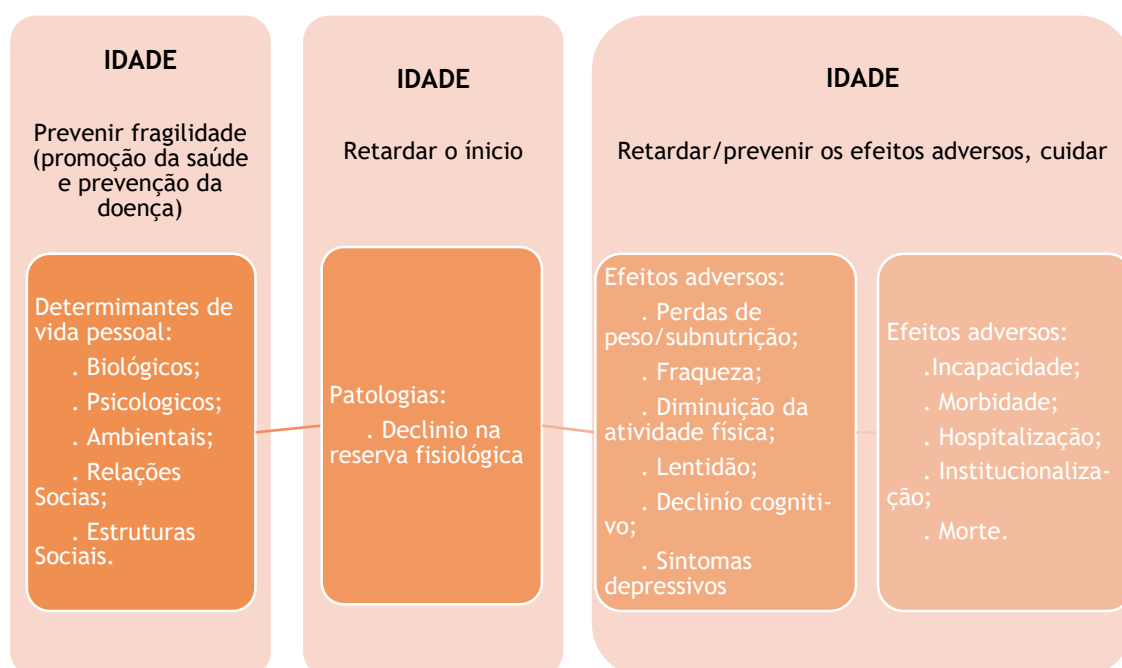 IDADE
Prevenir fragilidade
(promoção da saúde
e prevenção da
doença)
Determimantes de
vida pessoal:
. Biológicos;
. Psicologicos;
. Ambientais;
. Relações
Socias;
. Estruturas
Sociais.
IDADE
Retardar o ínicio
Patologias:
. Declinio na
reserva fisiológica
IDADE
Retardar/prevenir os efeitos adversos, cuidar
Efeitos adversos:
. Perdas de
peso/subnutrição;
. Fraqueza;
. Diminuição da
atividade física;
. Lentidão;
. Declinío cogniti-
vo;
. Sintomas
depressivos
Efeitos adversos:
.Incapacidade;
. Morbidade;
. Hospitalização;
. Institucionaliza-
ção;
. Morte.